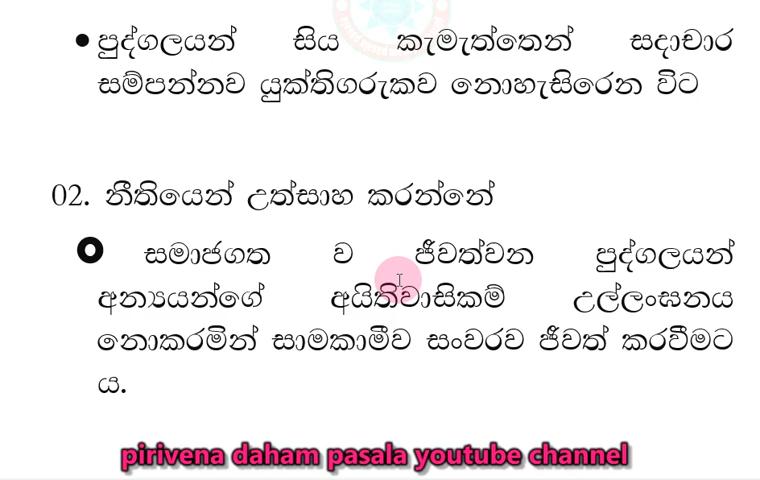 ● පුද්ගලයන් සිය කැමැත්තෙන් සදාචාර
සම්පන්නව යුක්තිගරුකව නොහැසිරෙන විට
02. නීතියෙන් උත්සාහ කරන්නේ
සමාජගත ව ජීවත්වන පුද්ගලයන්
අන්‍යයන්ගේ අයිතිවාසිකම් උල්ලංඝනය
නොකරමින් සාමකාමීව සංවරව ජීවත් කරවීමට
ය.
pirivena daham pasala youtube channel